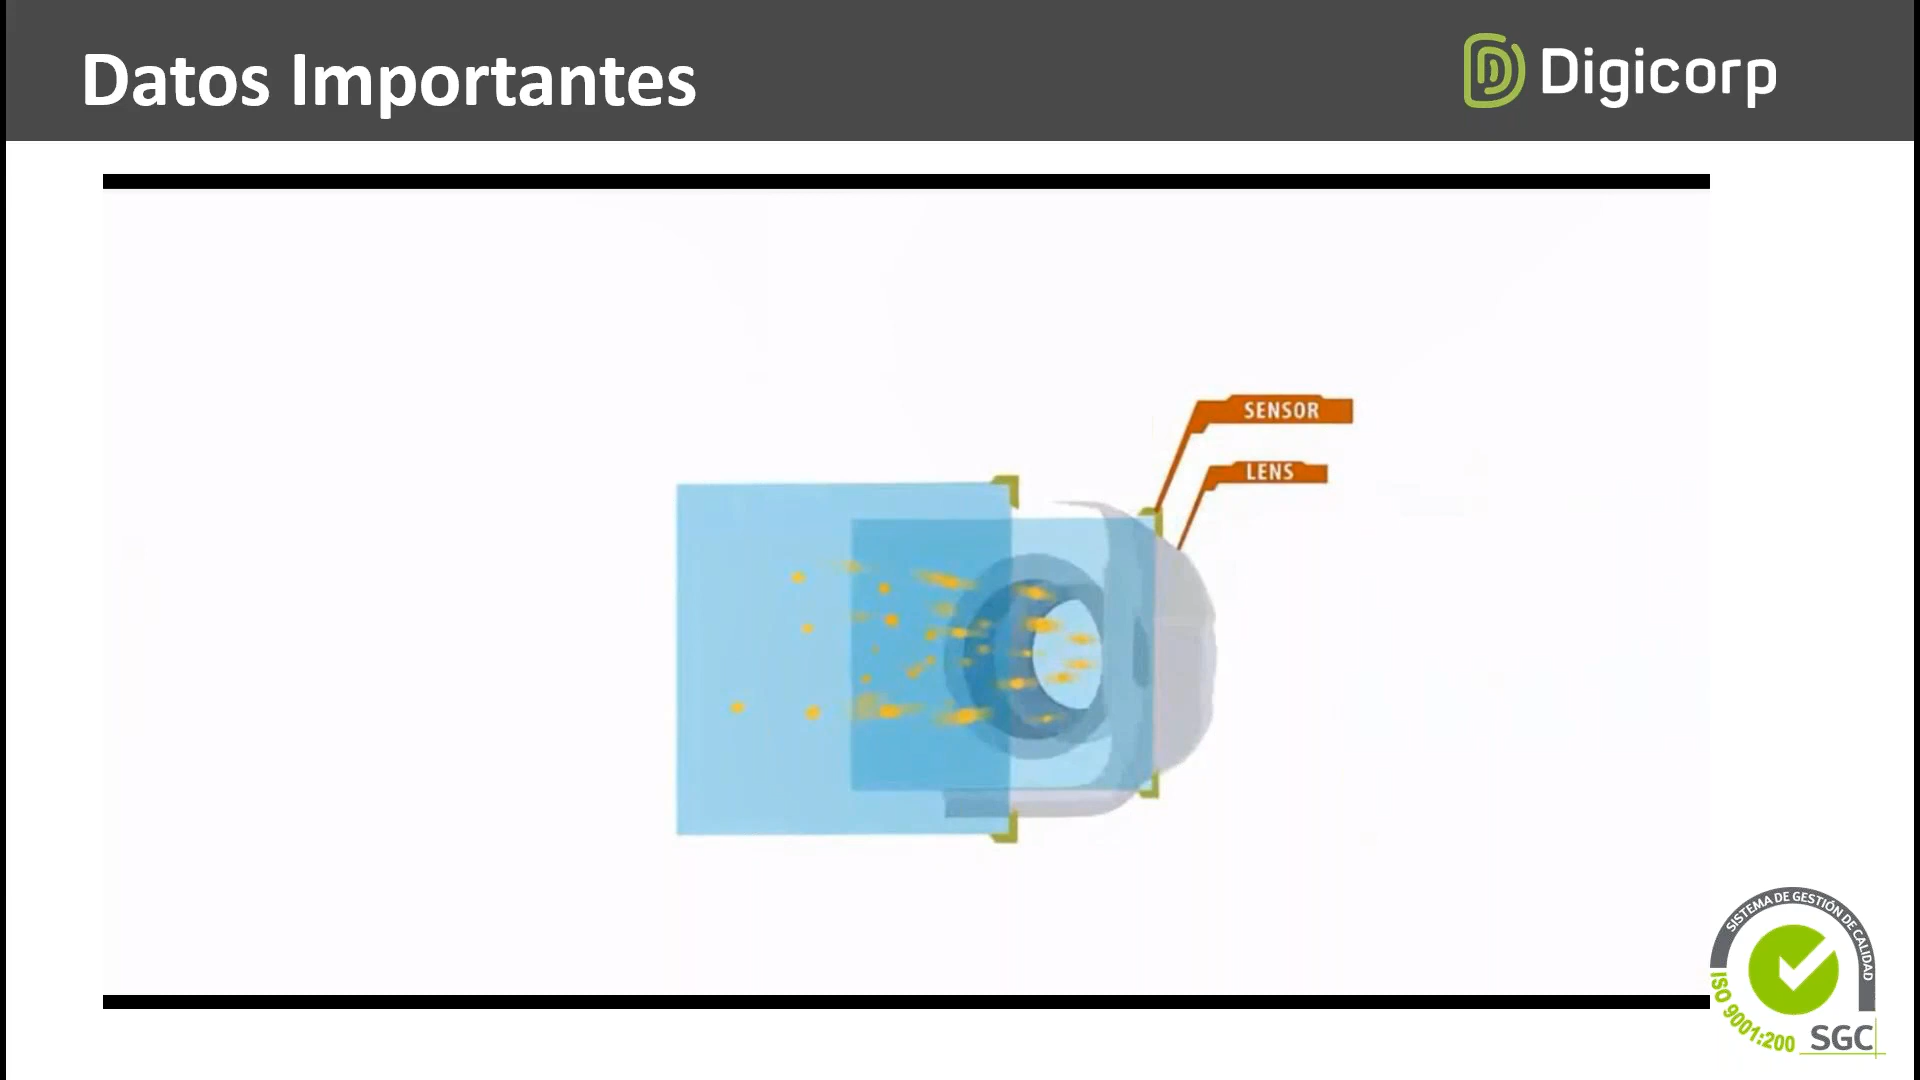 Datos Importantes
Digicorp
SENSOR
LENS
SISTEMA DE GESTIÓN DE CALIDAD
ISO 9001:200
SGC